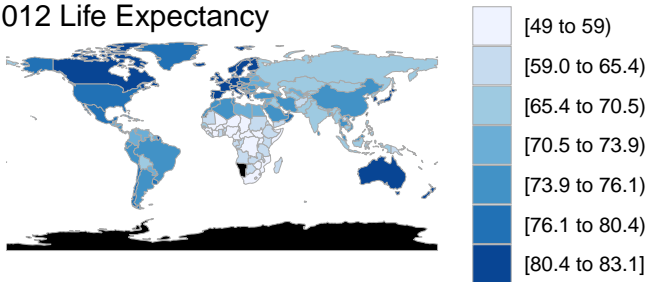 012 Life Expectancy
[49 to 59)
[59.0 to 65.4)
[65.4 to 70.5)
[70.5 to 73.9)
[73.9 to 76.1)
[76.1 to 80.4)
[80.4 to 83.1]